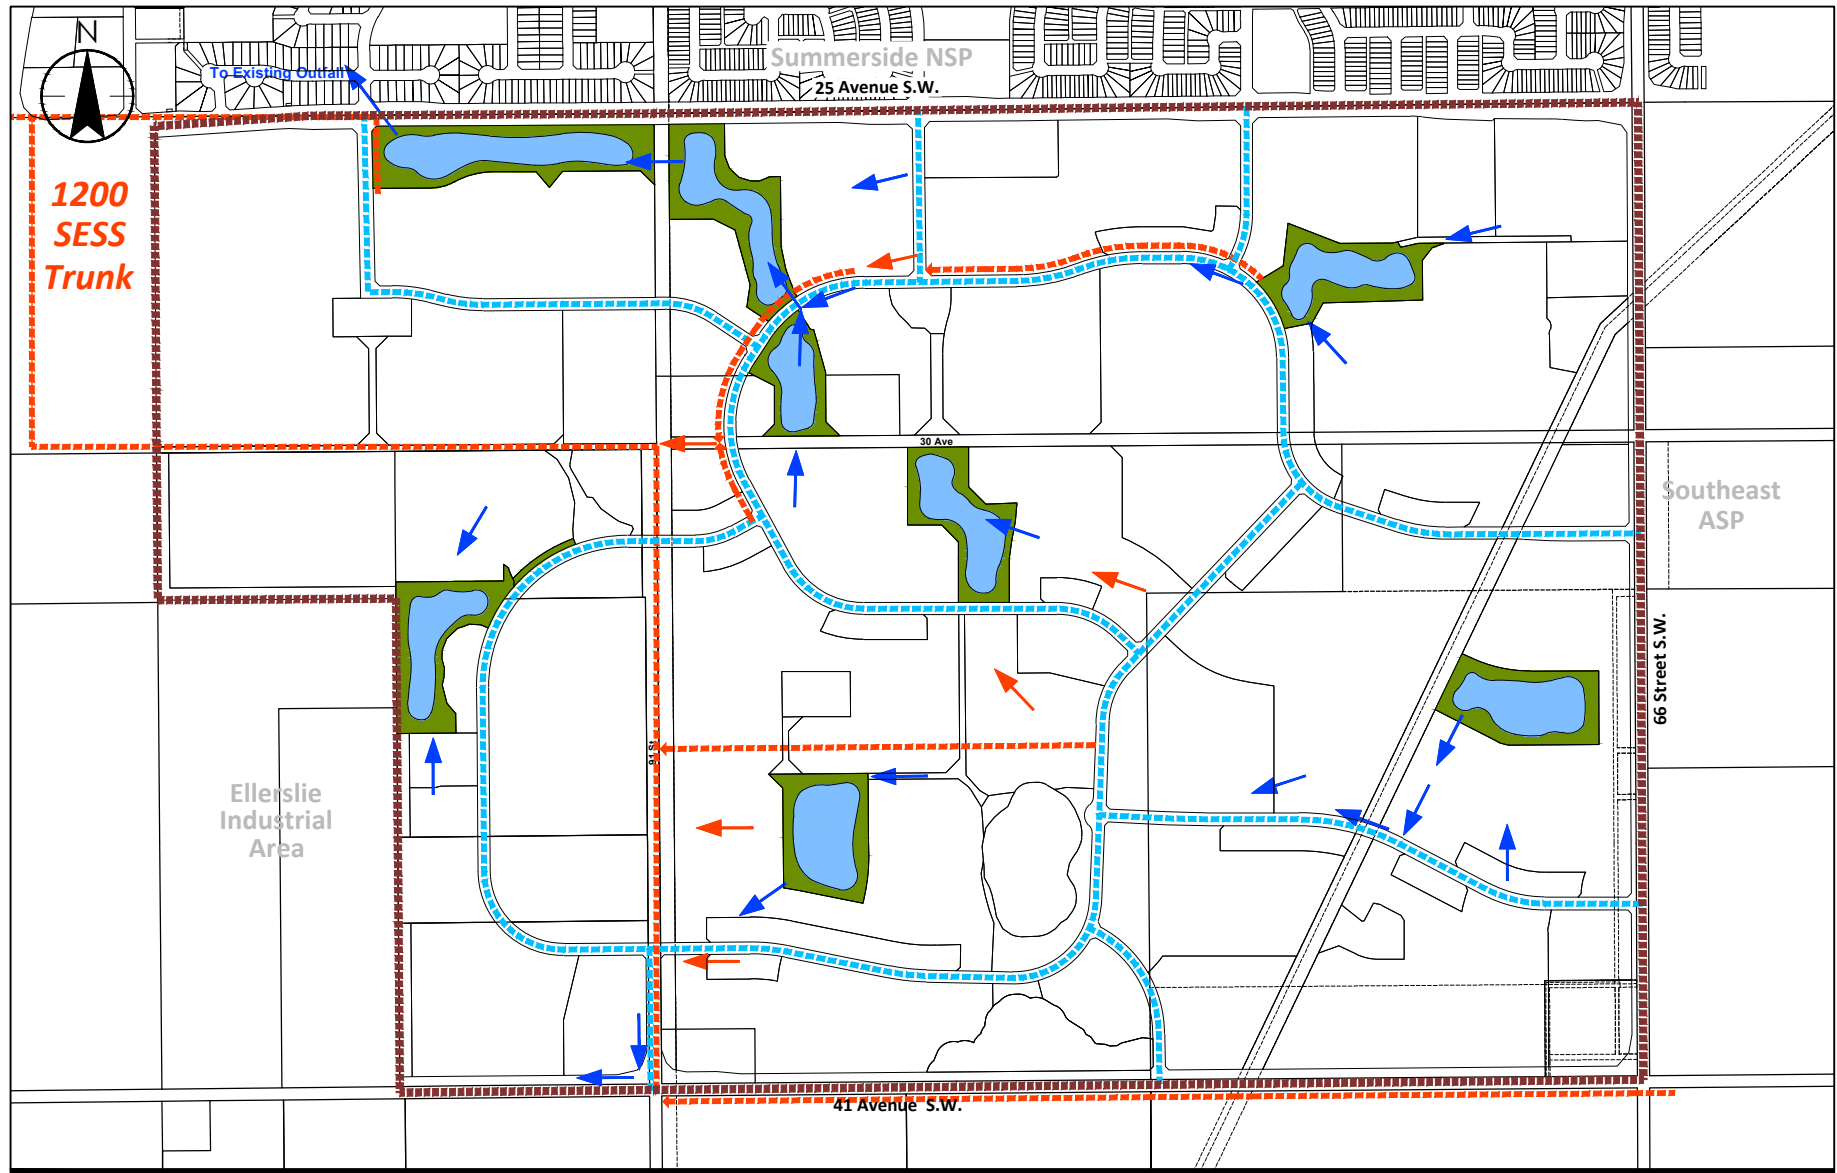 N
Summerside NSP
To Existing Outfall
25 Avenue S.W.
1200
SESS
Trunk
30 Ave
Southeast
ASP
66 Street S.W.
91 St
Ellerslie
Industrial
Area
41 Avenue S.W.